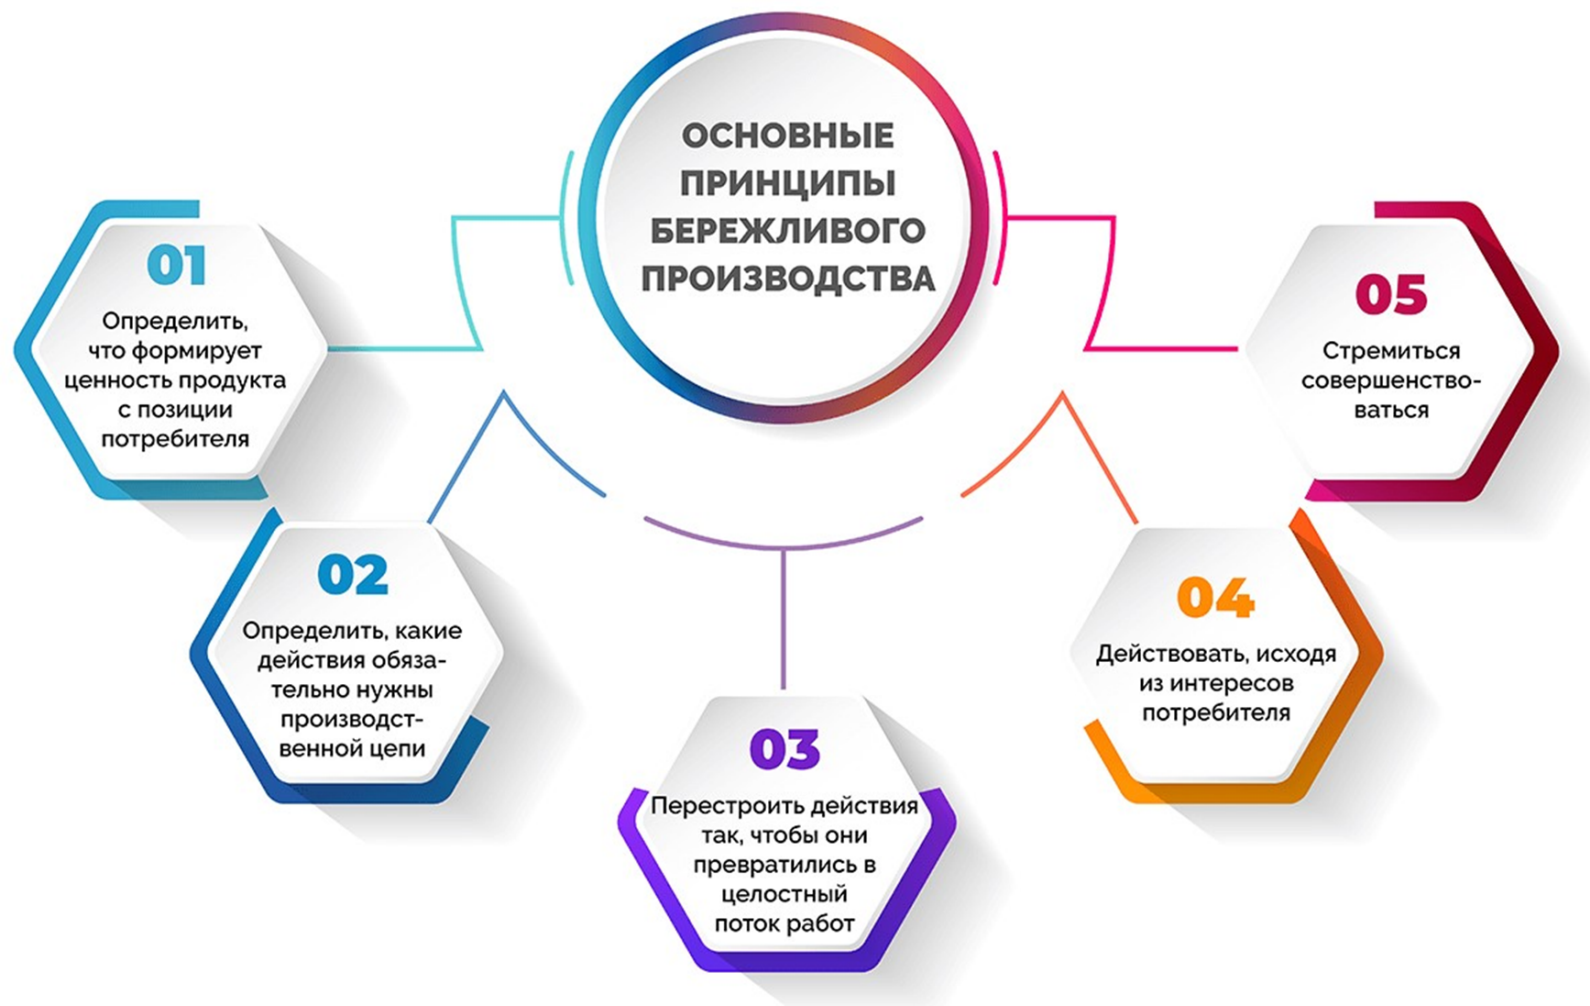 ОСНОВНЫЕ
ПРИНЦИПЫ
БЕРЕЖЛИВОГО
ПРОИЗВОДСТВА
01
Определить,
что формирует
ценность продукта
с позиции
потребителя
02
Определить, какие
действия обяза-
тельно нужны
производст-
венной цепи
03
Перестроить действия
так, чтобы они
превратились в
целостный
поток работ
04
Действовать, исходя
из интересов
потребителя
05
Стремиться
совершенство-
ваться